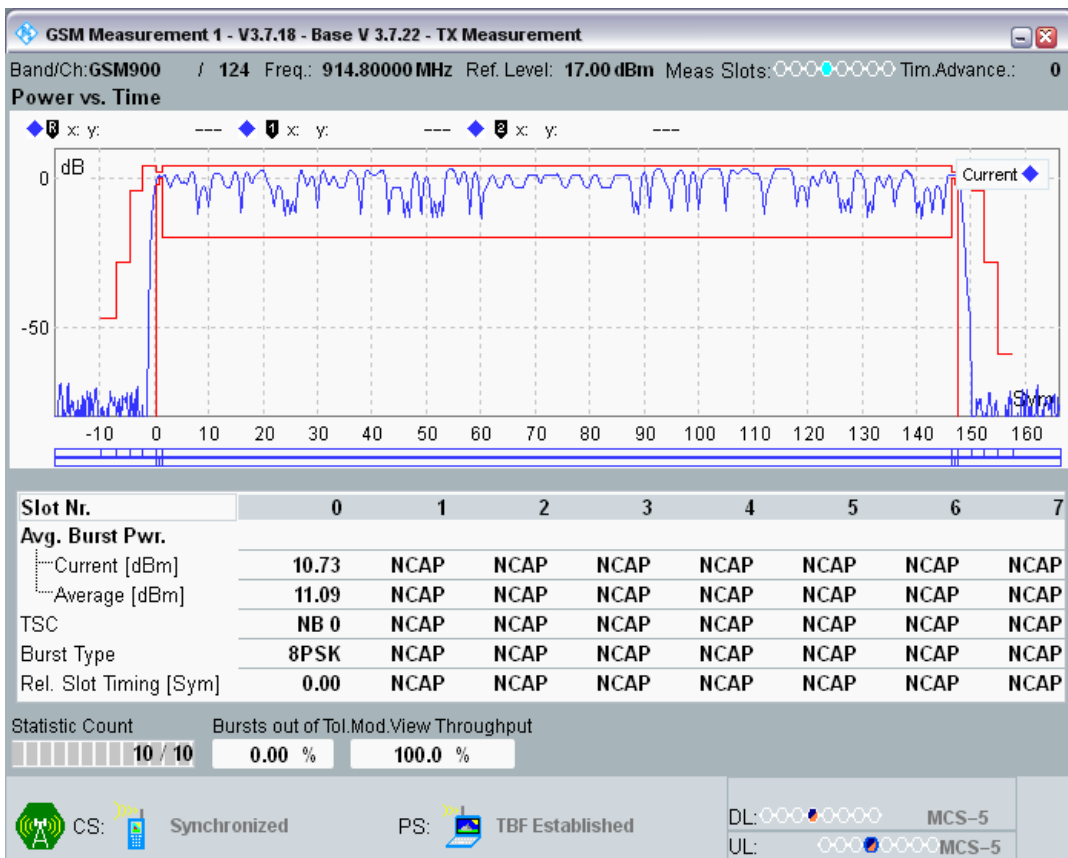 GSM Measurement 1 - V3.7.18 - Base V 3.7.22 - TX Measurement
Band/Ch:GSM900 / 124 Freq.: 914.80000 MHz Ref. Level: 17.00 dBm Meas Slots: Tim.Advance.: 0
Power vs. Time
R x: y: --- 1 x: y: --- 2 x: y: ---
dB
Current
0
-50
Sym
-10 0 10 20 30 40 50 60 70 80 90 100 110 120 130 140 150 160
Slot Nr. 0 1 2 3 4 5 6 7
Avg. Burst Pwr.
Current [dBm] 10.73 NCAP NCAP NCAP NCAP NCAP NCAP NCAP
Average [dBm] 11.09 NCAP NCAP NCAP NCAP NCAP NCAP NCAP
TSC NB 0 NCAP NCAP NCAP NCAP NCAP NCAP NCAP
Burst Type 8PSK NCAP NCAP NCAP NCAP NCAP NCAP NCAP
Rel. Slot Timing [Sym] 0.00 NCAP NCAP NCAP NCAP NCAP NCAP NCAP
Statistic Count Bursts out of Tol.Mod.View Throughput
10 / 10 0.00 % 100.0 %
CS: Synchronized PS: TBF Established
DL: MCS-5
UL: MCS-5